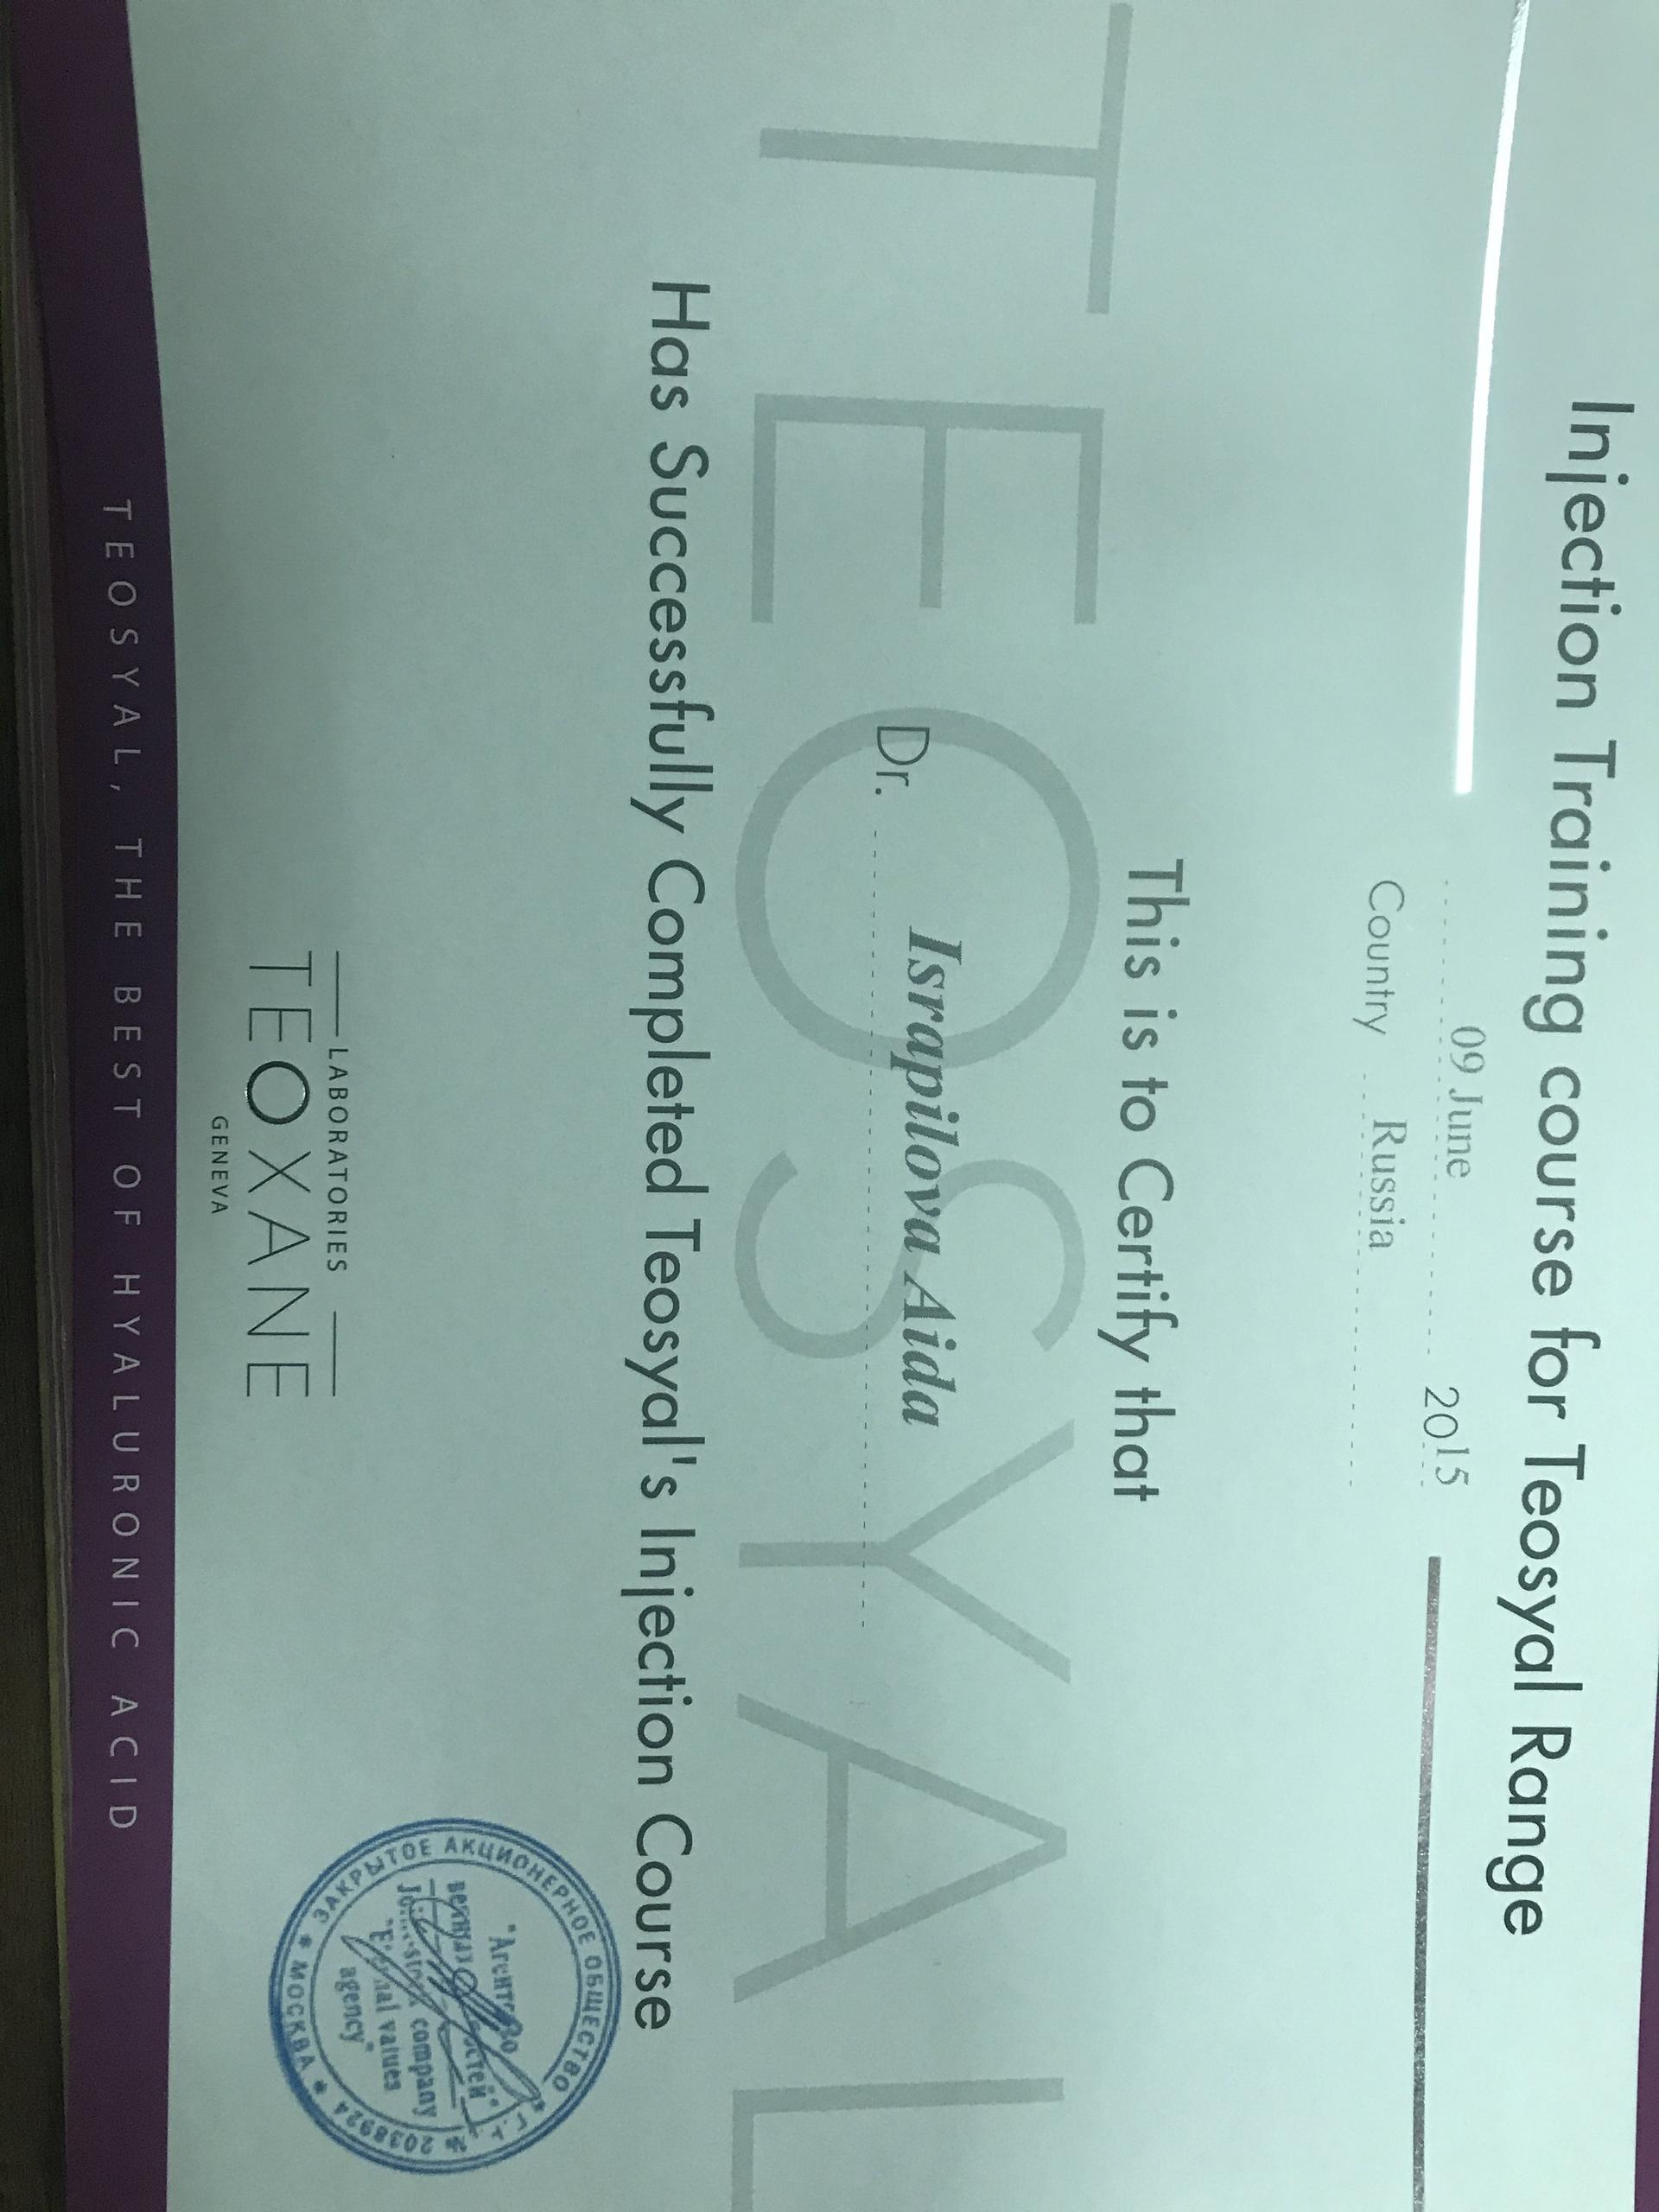 Injection Training course for Teosyal Range
09 June 2015
Country Russia
This is to Certify that
TEOSYAL
Dr. Israpilova Aida
Has Successfully Completed Teosyal's Injection Course
LABORATORIES
TEOXANE
GENEVA
ЗАКРЫТОЕ АКЦИОНЕРНОЕ ОБЩЕСТВО
№ 2038924
* МОСКВА *
company
values
agency"
TEOSYAL, THE BEST OF HYALURONIC ACID